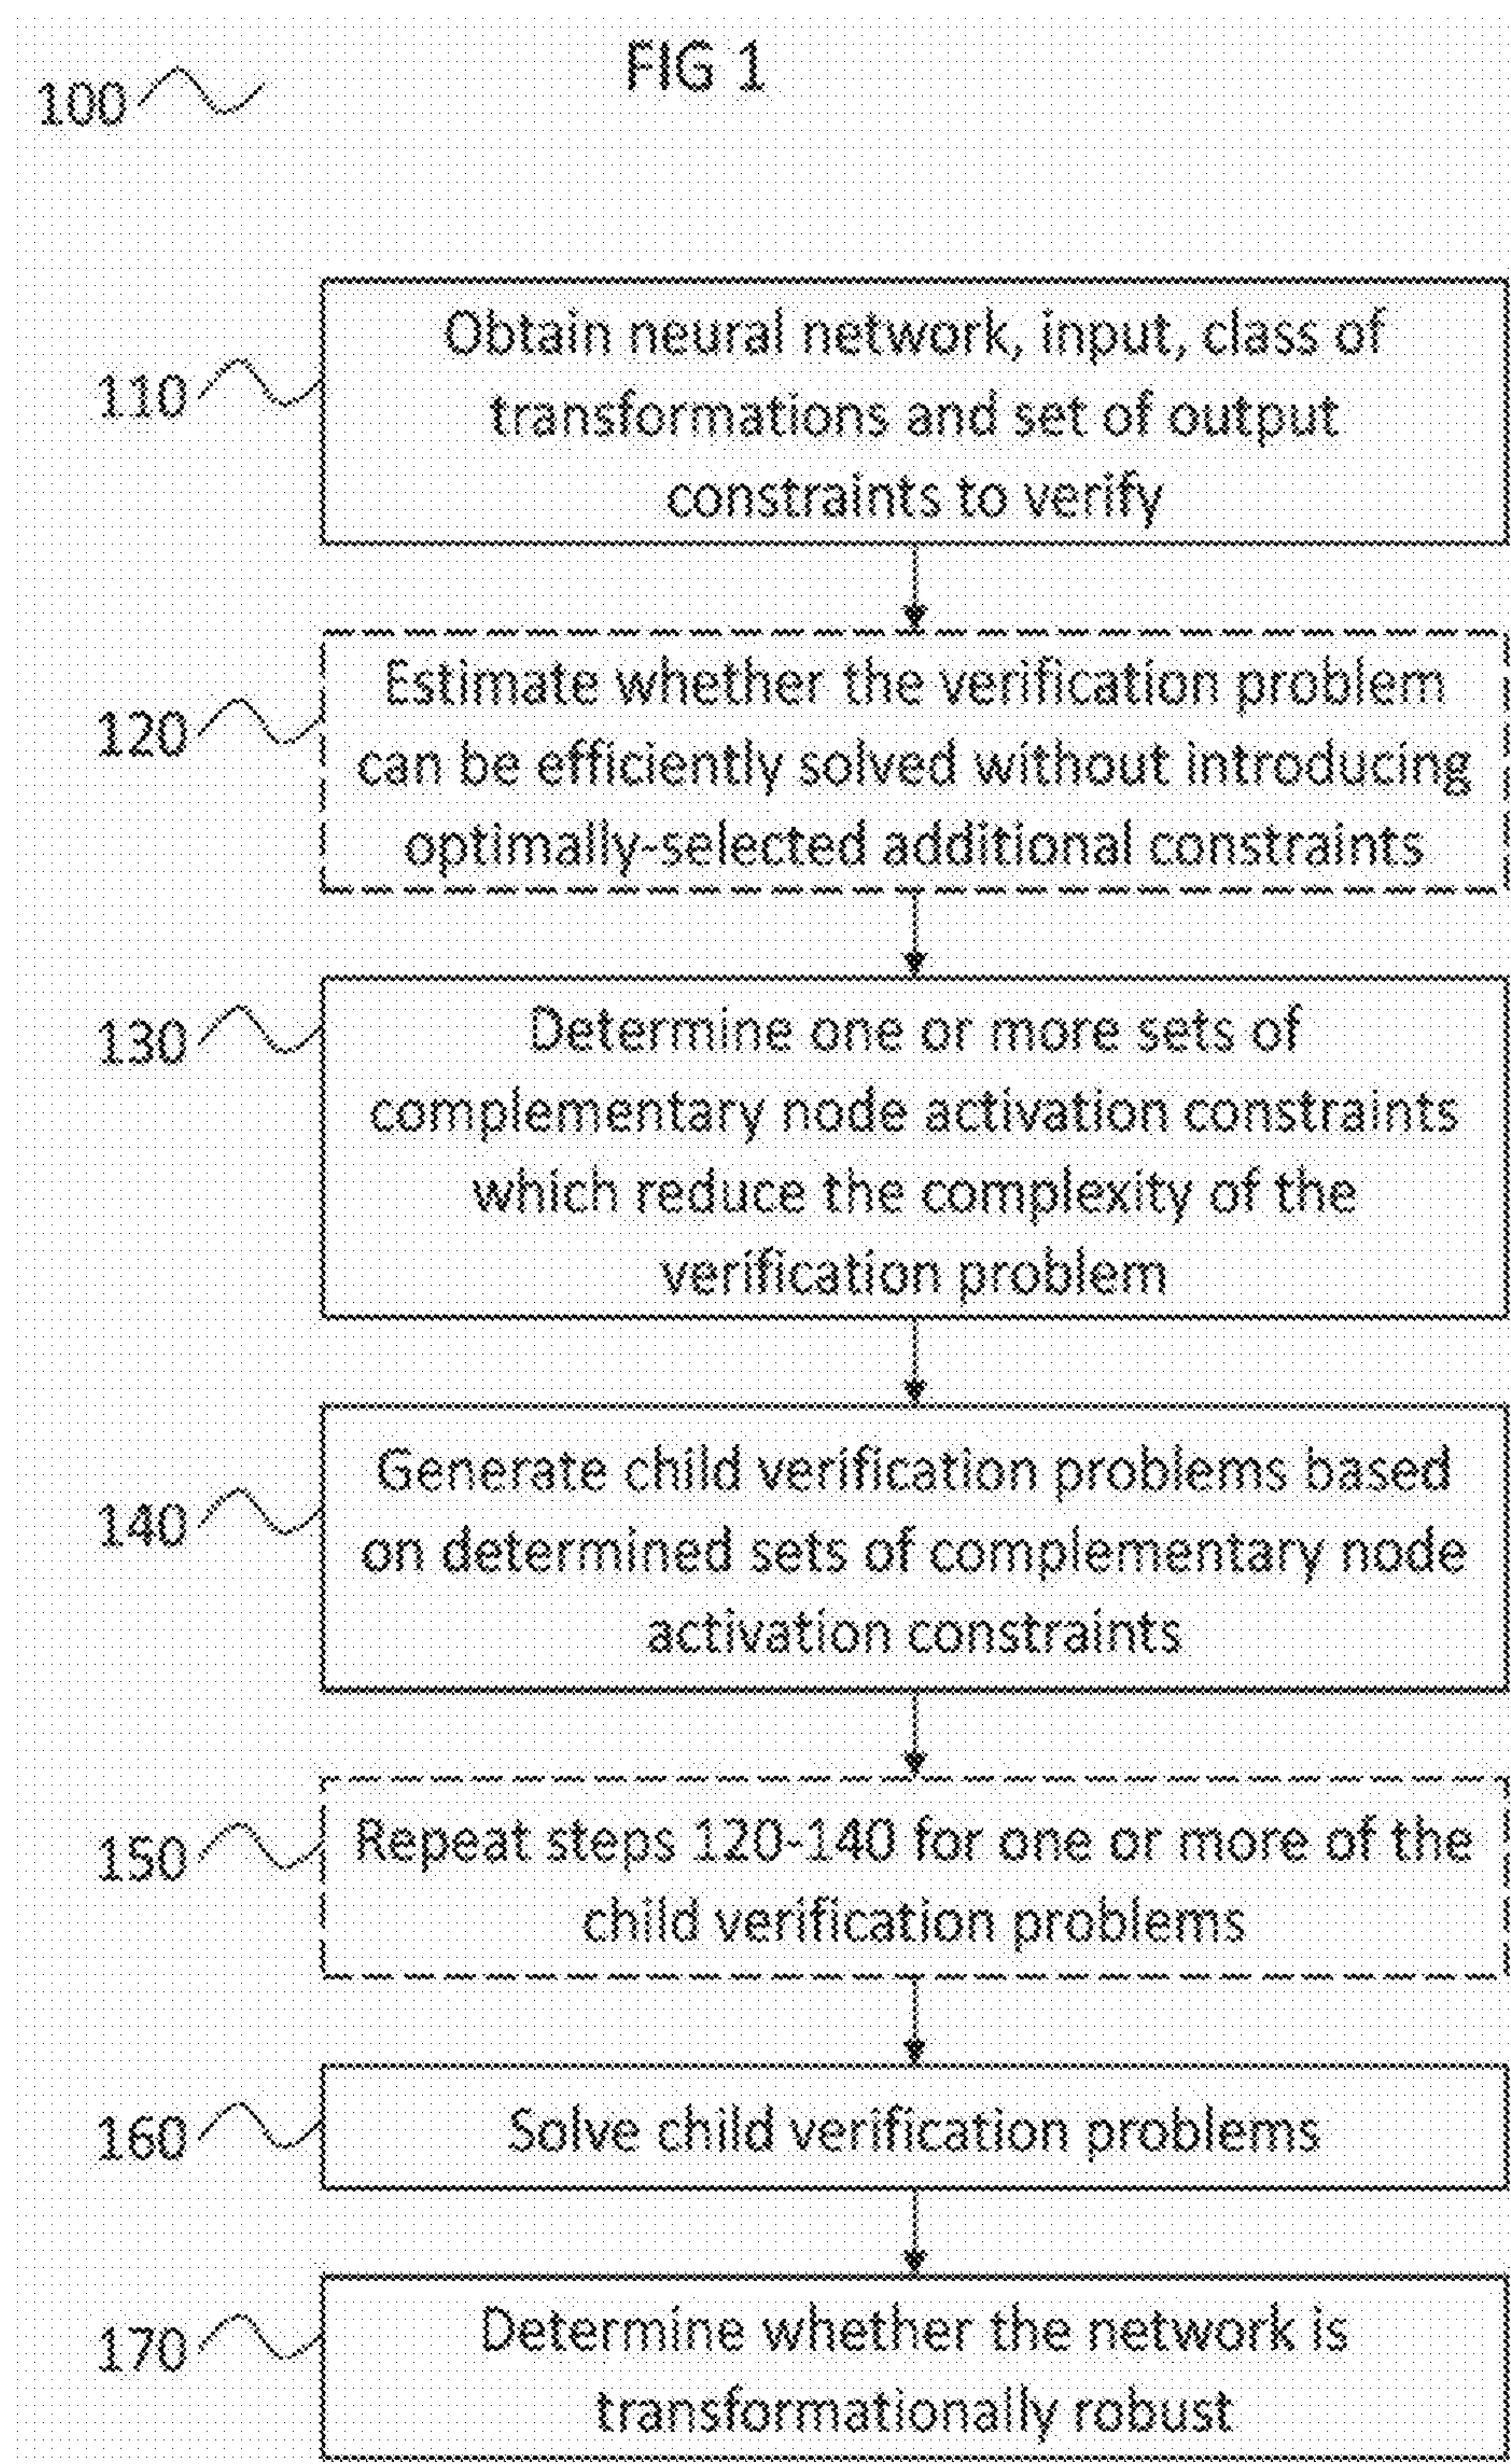 FIG 1
100
110
Obtain neural network, input, class of
transformations and set of output
constraints to verify
120
Estimate whether the verification problem
can be efficiently solved without introducing
optimally-selected additional constraints
130
Determine one or more sets of
complementary node activation constraints
which reduce the complexity of the
verification problem
140
Generate child verification problems based
on determined sets of complementary node
activation constraints
150
Repeat steps 120-140 for one or more of the
child verification problems
160
Solve child verification problems
170
Determine whether the network is
transformationally robust